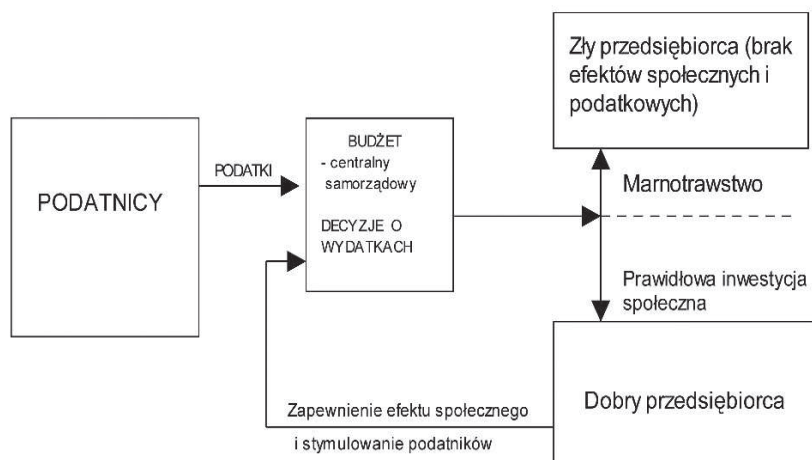 PODATNICY
PODATKI
BUDŻET
- centralny
samorządowy
DECYZJE O
WYDATKACH
Zły przedsiębiorca (brak
efektów społecznych i
podatkowych)
Marnotrawstwo
Prawidłowa inwestycja
społeczna
Dobry przedsiębiorca
Zapewnienie efektu społecznego
i stymulowanie podatników